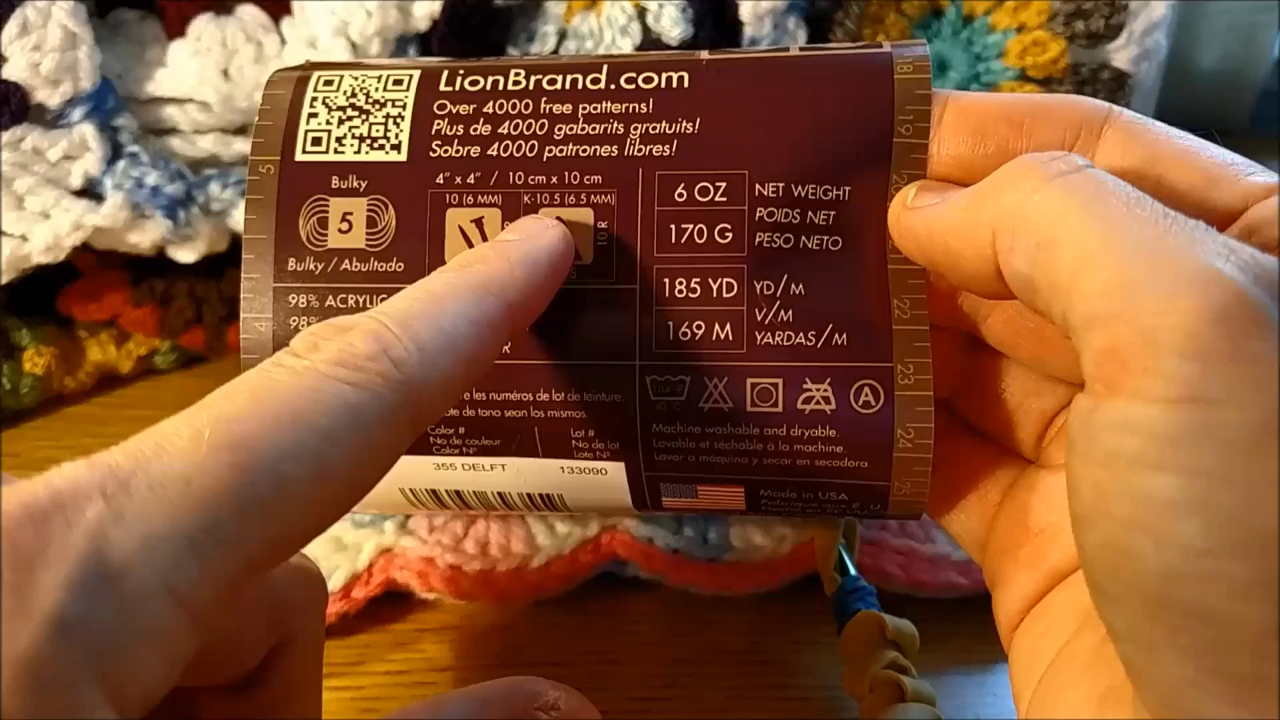 LionBrand.com
Over 4000 free patterns!
Plus de 4000 gabarits gratuits!
Sobre 4000 patrones libres!
Bulky
5
Bulky / Abultado
4" x 4" / 10 cm x 10 cm
10 (6 MM)
K-10.5 (6.5 MM)
10 R
98% ACRYLIC
98%
R
6 OZ
170 G
NET WEIGHT
POIDS NET
PESO NETO
185 YD
169 M
YD/M
V/M
YARDAS/M
e les numéros de lot de teinture.
ote de tono sean los mismos.
Color #
No de couleur
Color Nº
Lot #
No de lot
Lote Nº
355 DELFT
133090
A
Machine washable and dryable.
Lavable et séchable à la machine.
Lavar a máquina y secar en secadora.
Made in USA
5
4
18
19
20
22
23
24
25